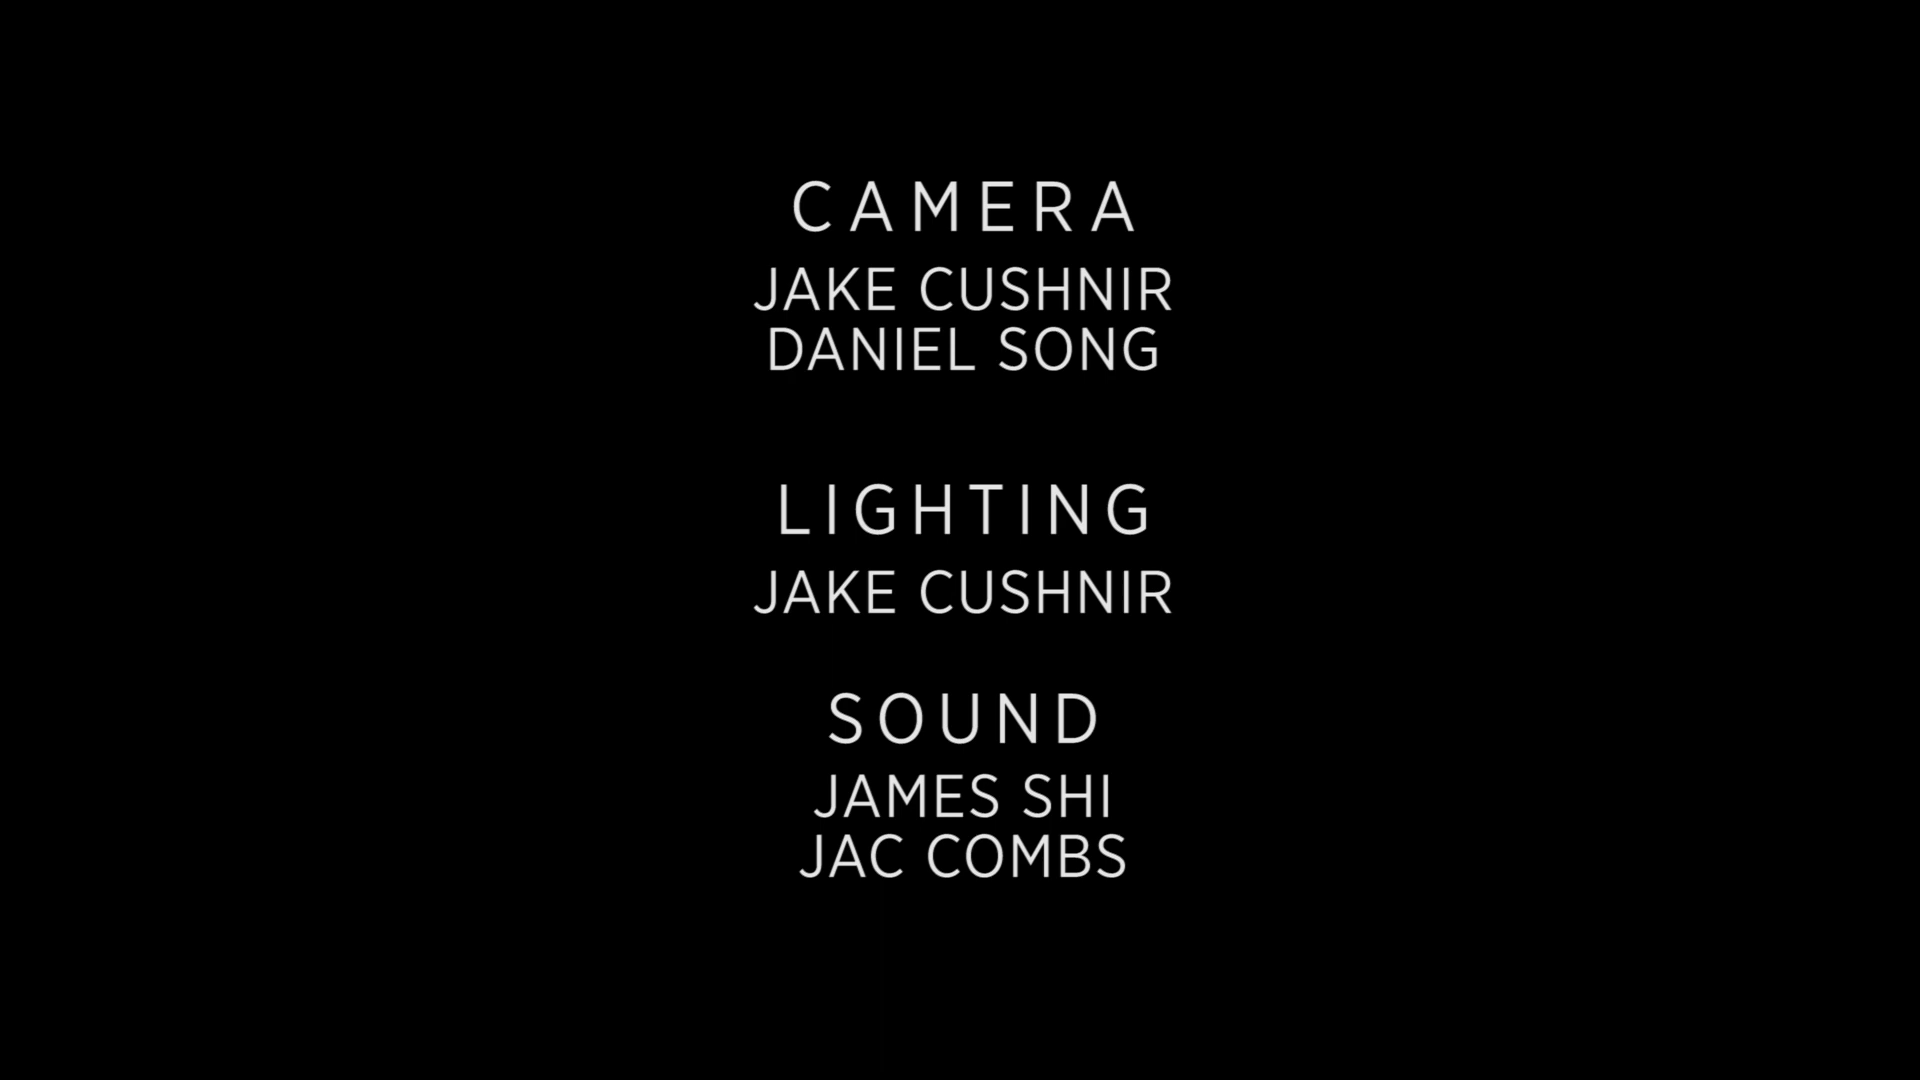 CAMERA
JAKE CUSHNIR
DANIEL SONG
LIGHTING
JAKE CUSHNIR
SOUND
JAMES SHI
JAC COMBS